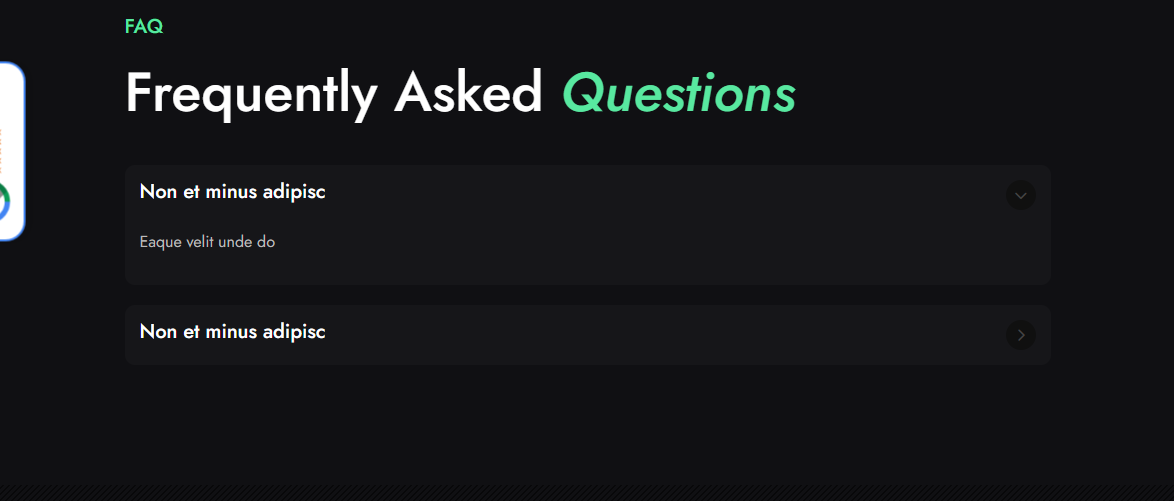 FAQ
Frequently Asked Questions
Non et minus adipisc
Eaque velit unde do
Non et minus adipisc